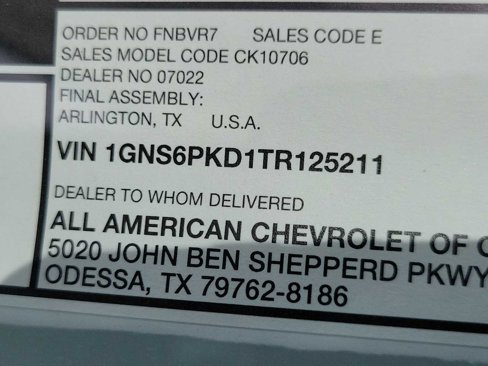 ORDER NO FNBVR7 SALES CODE E
SALES MODEL CODE CK10706
DEALER NO 07022
FINAL ASSEMBLY:
ARLINGTON, TX U.S.A.
VIN 1GNS6PKD1TR125211
DEALER TO WHOM DELIVERED
ALL AMERICAN CHEVROLET OF
5020 JOHN BEN SHEPPERD PKWY
ODESSA, TX 79762-8186